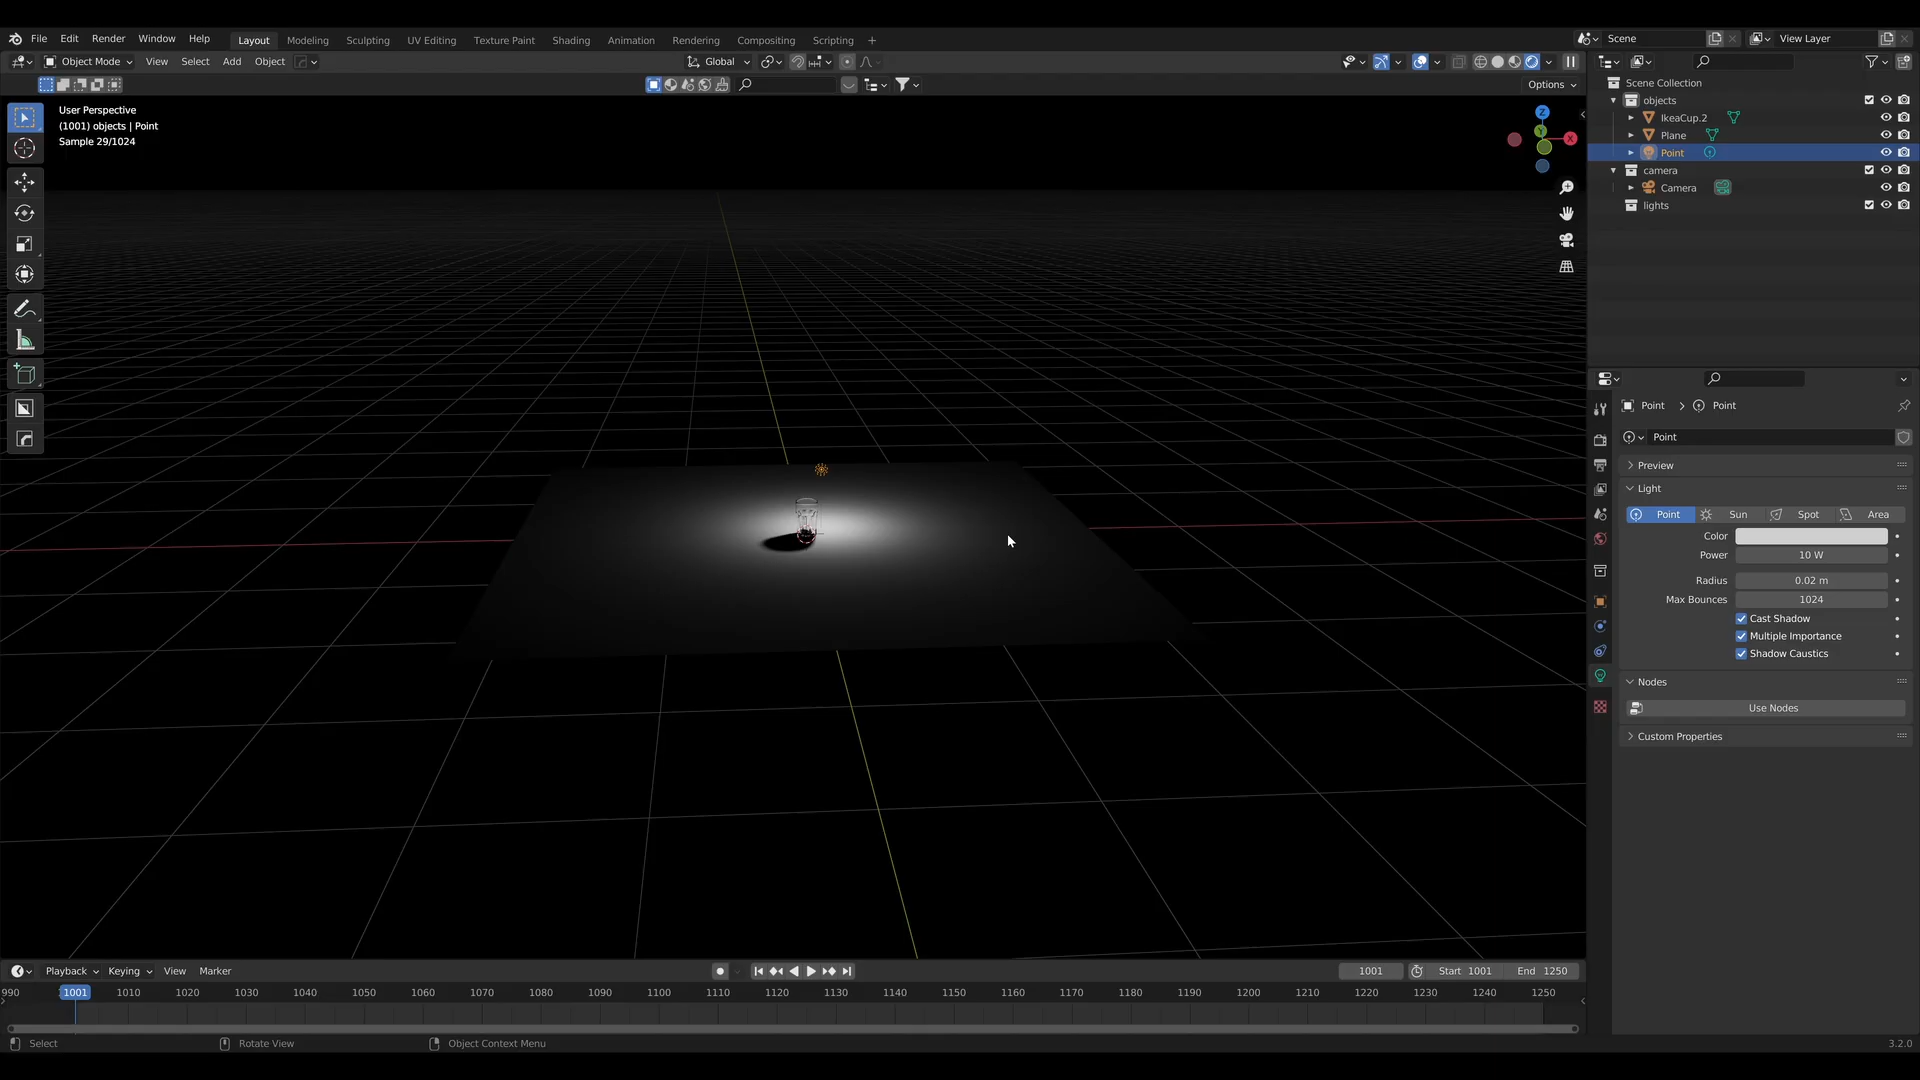 File Edit Render Window Help Layout Modeling Sculpting UV Editing Texture Paint Shading Animation Rendering Compositing Scripting + Scene View Layer
Object Mode View Select Add Object Global
Options
User Perspective
(1001) objects | Point
Sample 29/1024
Z
Y
X
Scene Collection
objects
IkeaCup.2
Plane
Point
camera
Camera
lights
Point Point
Point
Preview
Light
Point Sun Spot Area
Color
Power 10 W
Radius 0.02 m
Max Bounces 1024
Cast Shadow
Multiple Importance
Shadow Caustics
Nodes
Use Nodes
Custom Properties
Playback Keying View Marker 1001 Start 1001 End 1250
990 1001 1010 1020 1030 1040 1050 1060 1070 1080 1090 1100 1110 1120 1130 1140 1150 1160 1170 1180 1190 1200 1210 1220 1230 1240 1250
Select Rotate View Object Context Menu 3.2.0